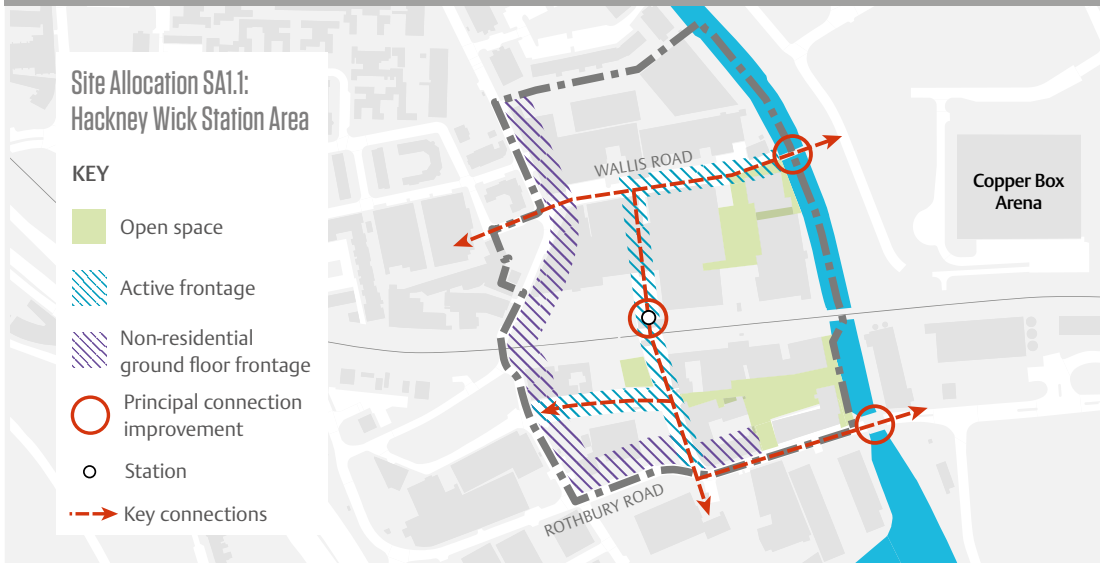 Site Allocation SA1.1:
Hackney Wick Station Area
KEY
Open space
Active frontage
Non-residential
ground floor frontage
Principal connection
improvement
Station
Key connections
WALLIS ROAD
Copper Box
Arena
ROTHBURY ROAD